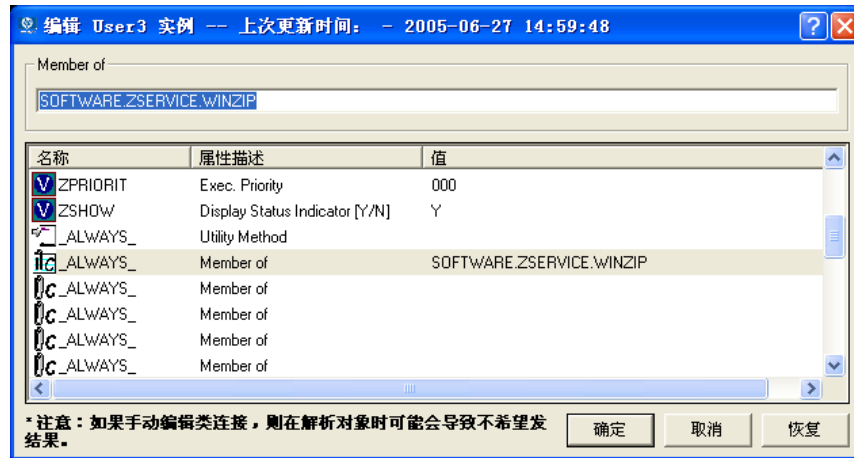 编辑 User3 实例 -- 上次更新时间： - 2005-06-27 14:59:48
Member of
SOFTWARE.ZSERVICE.WINZIP
名称 属性描述 值
ZPRIORIT Exec. Priority 000
ZSHOW Display Status Indicator [Y/N] Y
_ALWAYS_ Utility Method
_ALWAYS_ Member of SOFTWARE.ZSERVICE.WINZIP
_ALWAYS_ Member of
_ALWAYS_ Member of
_ALWAYS_ Member of
_ALWAYS_ Member of
*注意：如果手动编辑类连接，则在解析对象时可能会导致不希望发
结果。
确定 取消 恢复